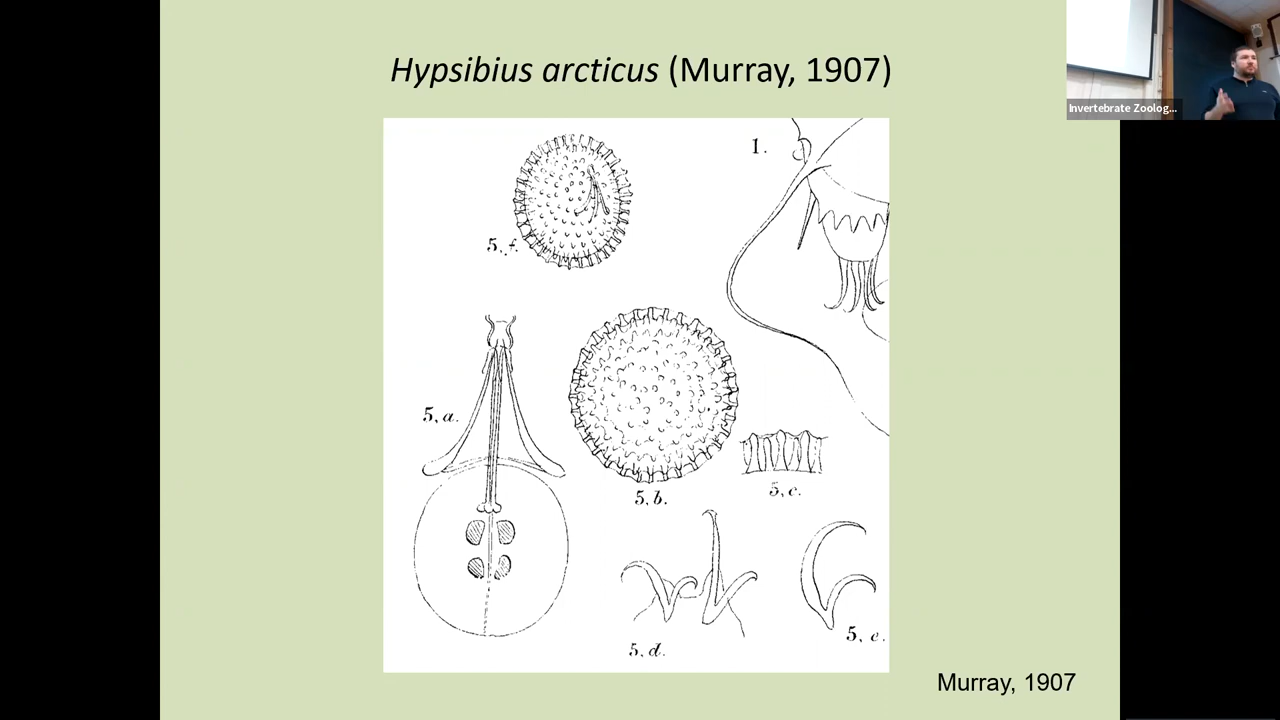 Hypsibius arcticus (Murray, 1907)
Invertebrate Zoolog...
1.
5, f.
5, a.
5, b.
5, c.
5, d.
5, e.
Murray, 1907